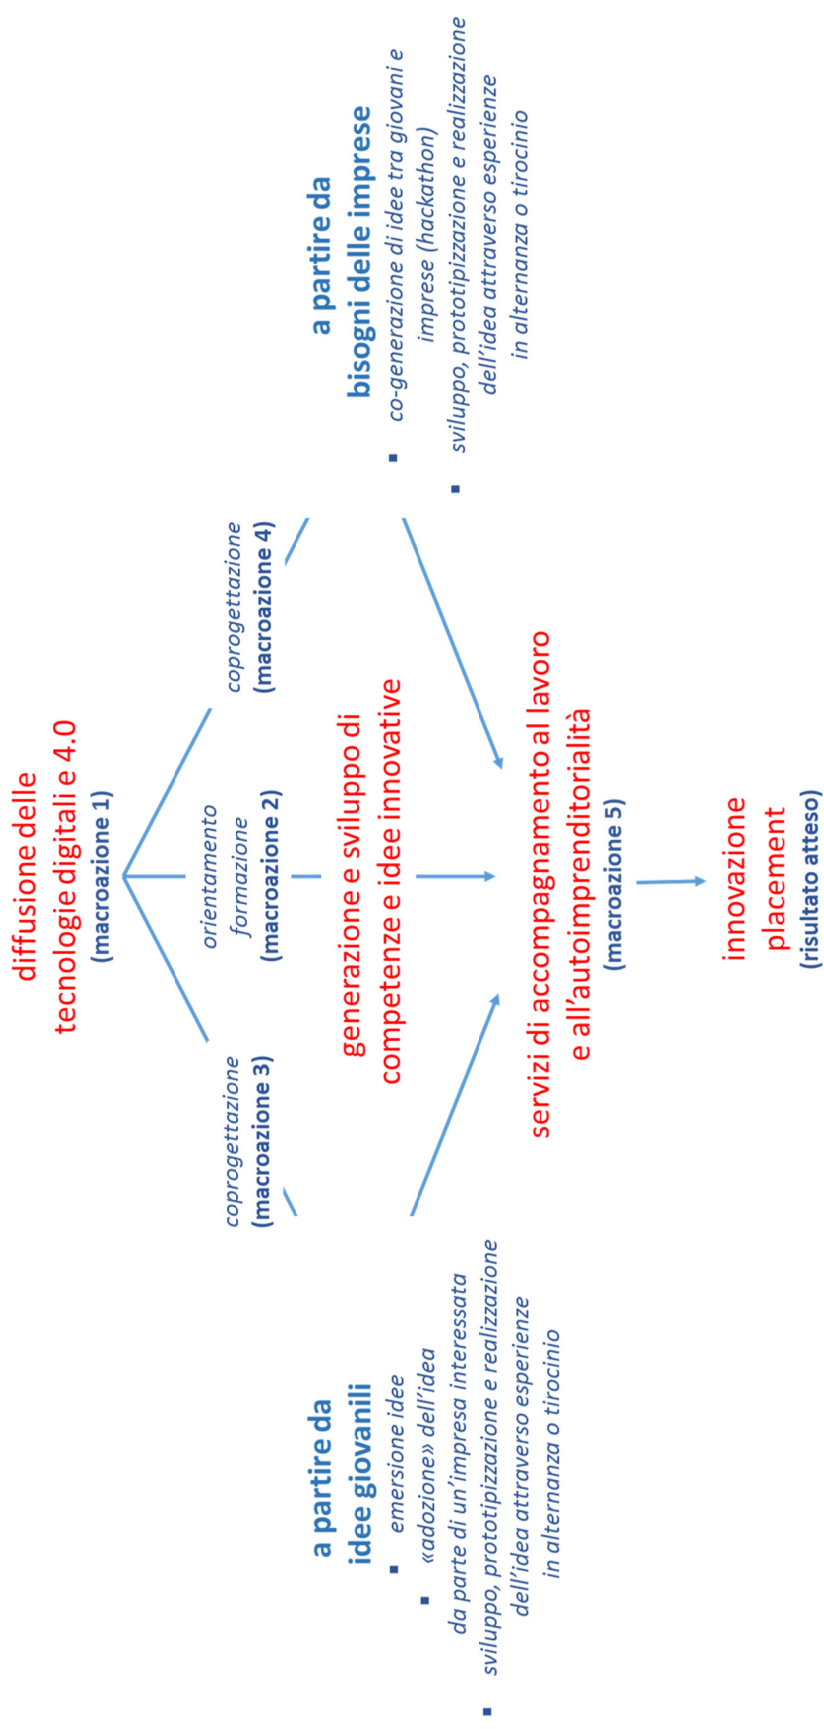 diffusione delle
tecnologie digitali e 4.0
(macroazione 1)
coprogettazione
(macroazione 3)
orientamento
formazione
(macroazione 2)
coprogettazione
(macroazione 4)
a partire da
idee giovanili
▪ emersione idee
▪ «adozione» dell’idea
da parte di un’impresa interessata
▪ sviluppo, prototipizzazione e realizzazione
dell’idea attraverso esperienze
in alternanza o tirocinio
generazione e sviluppo di
competenze e idee innovative
a partire da
bisogni delle imprese
▪ co-generazione di idee tra giovani e
imprese (hackathon)
▪ sviluppo, prototipizzazione e realizzazione
dell’idea attraverso esperienze
in alternanza o tirocinio
servizi di accompagnamento al lavoro
e all’autoimprenditorialità
(macroazione 5)
innovazione
placement
(risultato atteso)